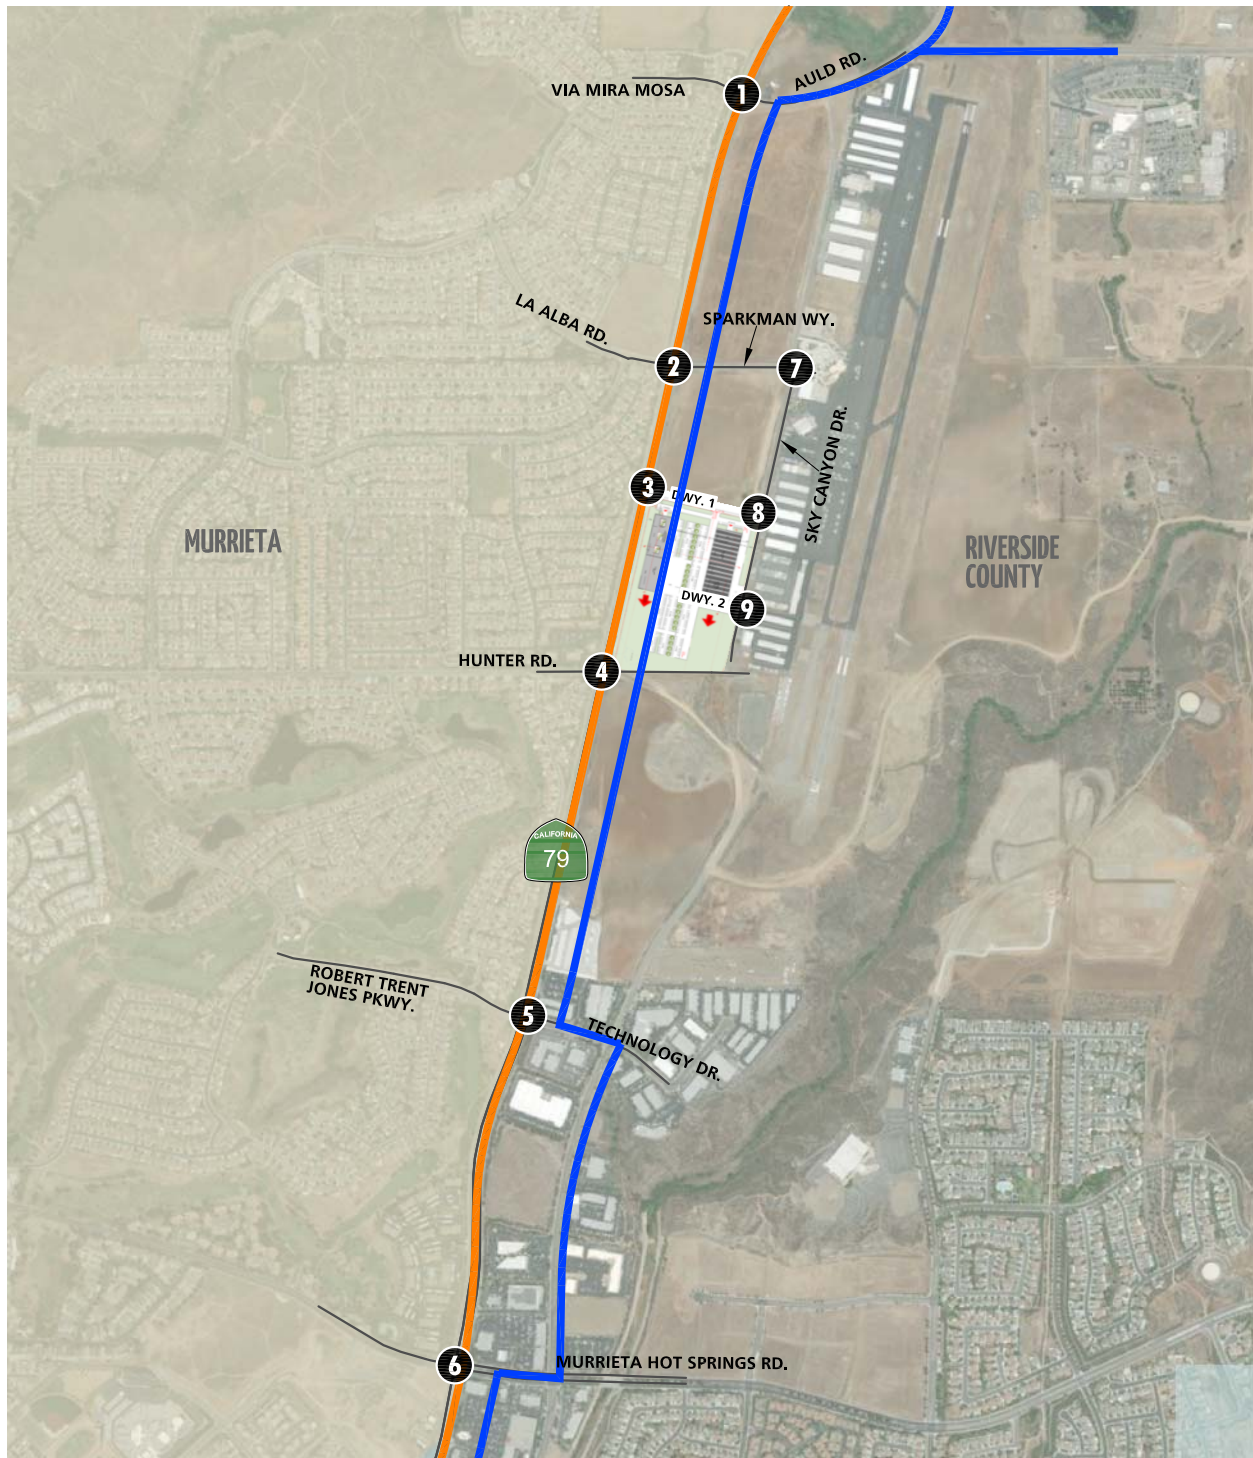 AULD RD.
VIA MIRA MOSA
1
LA ALBA RD.
SPARKMAN WY.
2
7
SKY CANYON DR.
3
DWY. 1
8
MURRIETA
RIVERSIDE
COUNTY
DWY. 2
9
HUNTER RD.
4
CALIFORNIA
79
ROBERT TRENT
JONES PKWY.
5
TECHNOLOGY DR.
6
MURRIETA HOT SPRINGS RD.